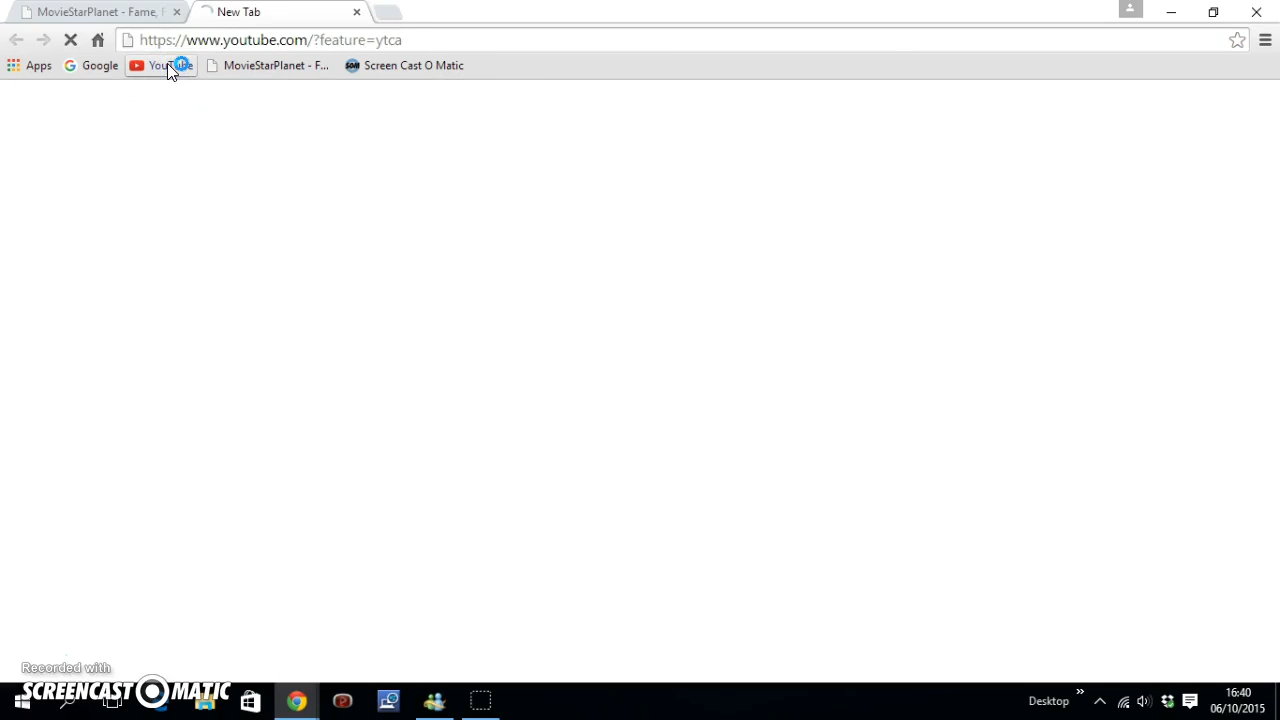 MovieStarPlanet - Fame, F
New Tab
https://www.youtube.com/?feature=ytca
Apps
Google
YouTube
MovieStarPlanet - F...
Screen Cast O Matic
Recorded with
SCREENCAST O MATIC
Desktop
16:40
06/10/2015